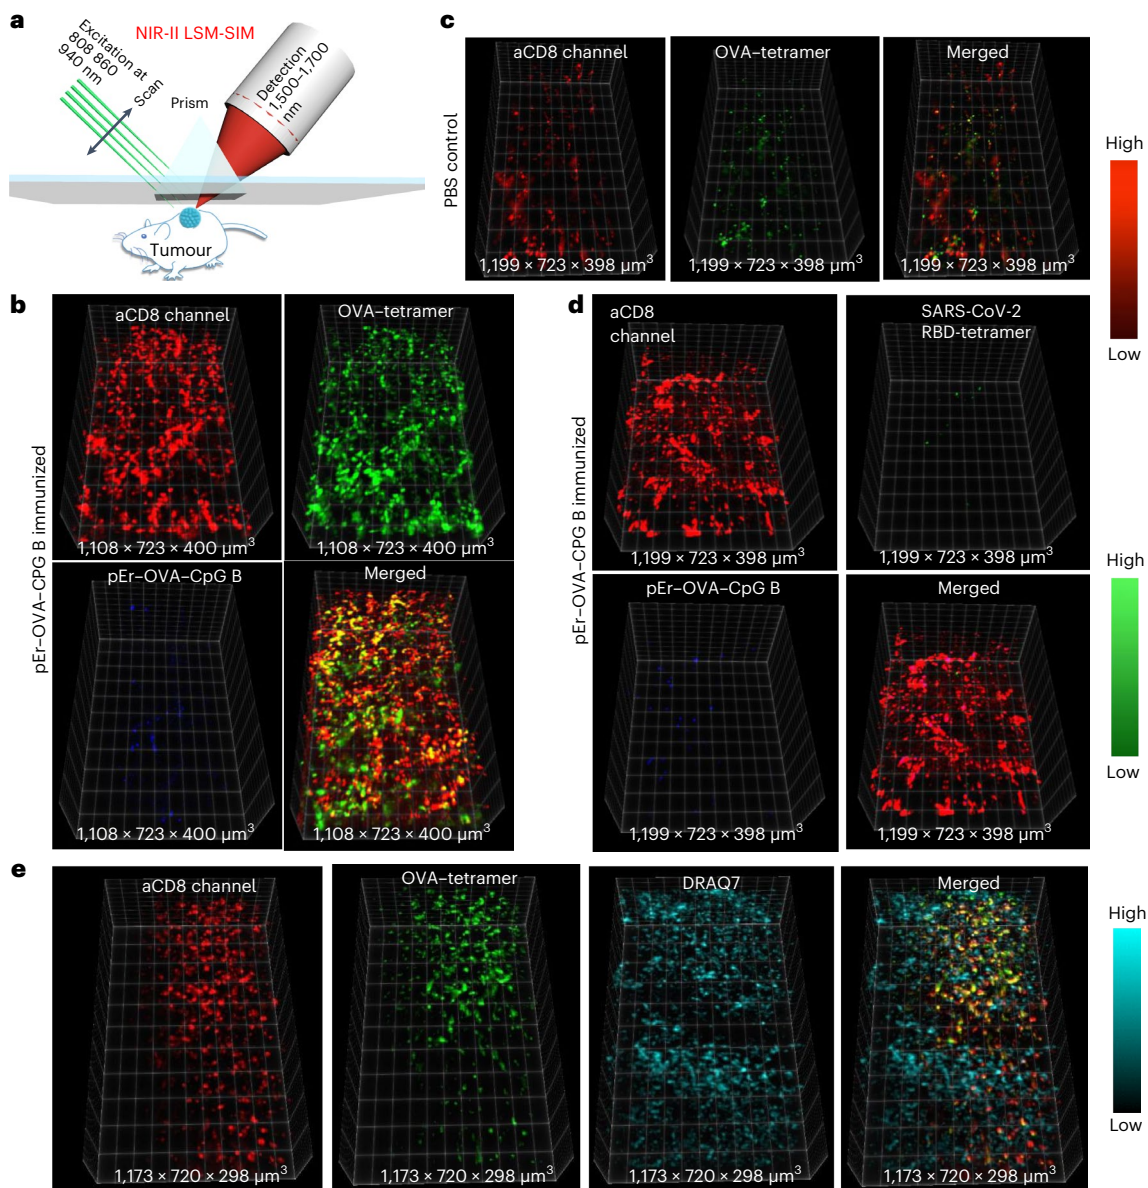 a
NIR-II LSM-SIM
Excitation at
808 860
940 nm
Scan
Prism
Detection
1,500–1,700
nm
Tumour
c
PBS control
aCD8 channel
OVA–tetramer
Merged
1,199 × 723 × 398 µm³
1,199 × 723 × 398 µm³
1,199 × 723 × 398 µm³
High
Low
b
pEr–OVA–CPG B immunized
aCD8 channel
OVA–tetramer
1,108 × 723 × 400 µm³
1,108 × 723 × 400 µm³
pEr–OVA–CpG B
Merged
1,108 × 723 × 400 µm³
1,108 × 723 × 400 µm³
d
pEr–OVA–CPG B immunized
aCD8
channel
SARS-CoV-2
RBD-tetramer
1,199 × 723 × 398 µm³
1,199 × 723 × 398 µm³
pEr–OVA–CpG B
Merged
1,199 × 723 × 398 µm³
1,199 × 723 × 398 µm³
High
Low
e
aCD8 channel
OVA–tetramer
DRAQ7
Merged
1,173 × 720 × 298 µm³
1,173 × 720 × 298 µm³
1,173 × 720 × 298 µm³
1,173 × 720 × 298 µm³
High
Low